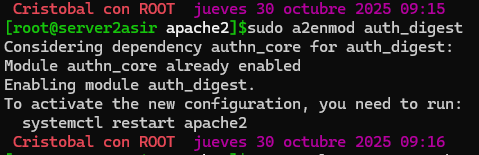 Cristobal con ROOT  jueves 30 octubre 2025 09:15
[root@server2asir apache2]$sudo a2enmod auth_digest
Considering dependency authn_core for auth_digest:
Module authn_core already enabled
Enabling module auth_digest.
To activate the new configuration, you need to run:
  systemctl restart apache2
Cristobal con ROOT  jueves 30 octubre 2025 09:16